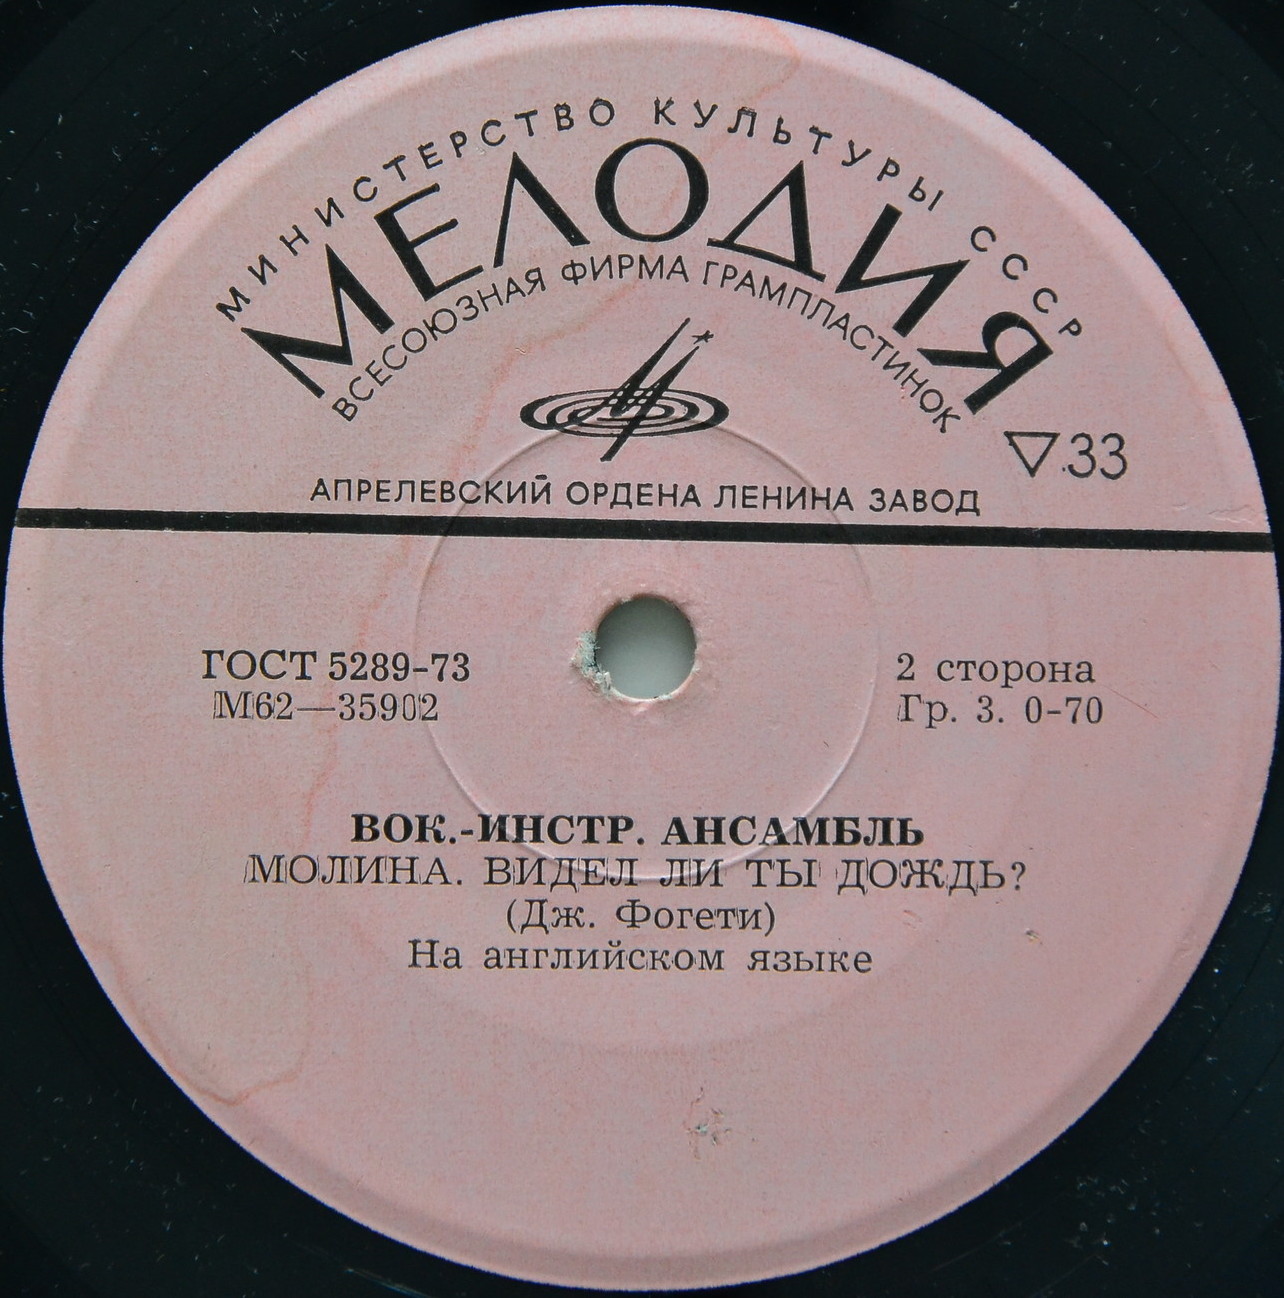 МИНИСТЕРСТВО КУЛЬТУРЫ СССР
МЕЛОДИЯ
ВСЕСОЮЗНАЯ ФИРМА ГРАМПЛАСТИНОК
▽33
АПРЕЛЕВСКИЙ ОРДЕНА ЛЕНИНА ЗАВОД
ГОСТ 5289-73
М62—35902
2 сторона
Гр. 3. 0-70
ВОК.-ИНСТР. АНСАМБЛЬ
МОЛИНА. ВИДЕЛ ЛИ ТЫ ДОЖДЬ?
(Дж. Фогети)
На английском языке